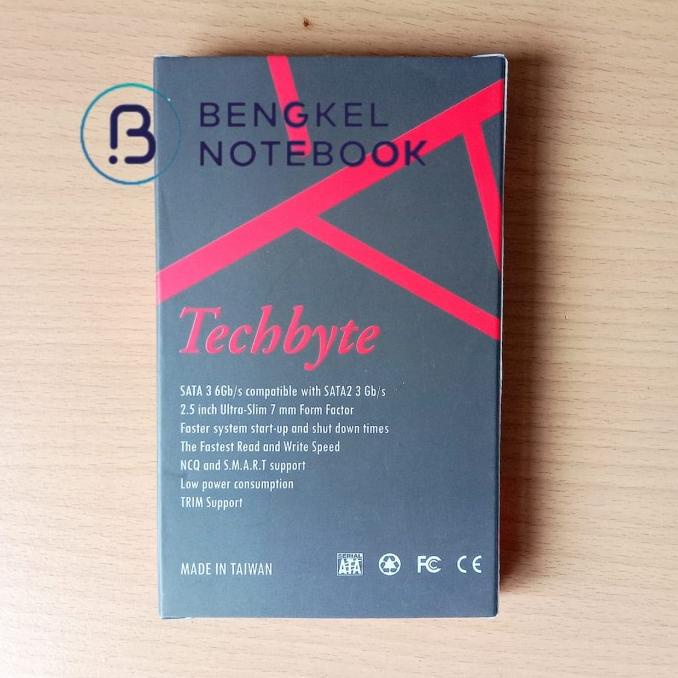 BENGKEL
NOTEBOOK
Techbyte
SATA 3 6Gb/s compatible with SATA2 3 Gb/s
2.5 inch Ultra-Slim 7 mm Form Factor
Faster system start-up and shut down times
The Fastest Read and Write Speed
NCQ and S.M.A.R.T support
Low power consumption
TRIM Support
MADE IN TAIWAN
SERIAL
ATA
FC CE